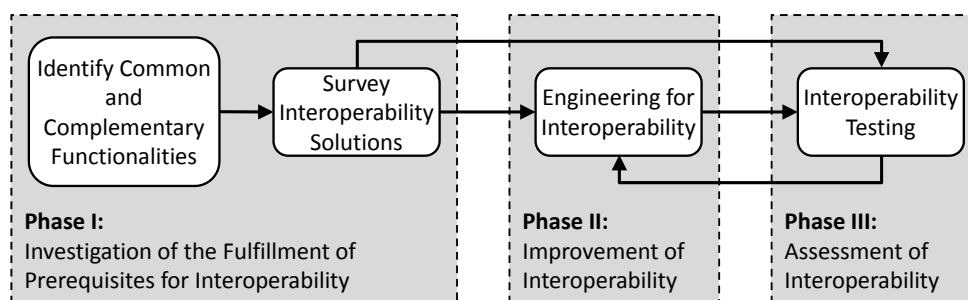 Identify Common
and
Complementary
Functionalities
Survey
Interoperability
Solutions
Engineering for
Interoperability
Interoperability
Testing
Phase I:
Investigation of the Fulfillment of
Prerequisites for Interoperability
Phase II:
Improvement of
Interoperability
Phase III:
Assessment of
Interoperability